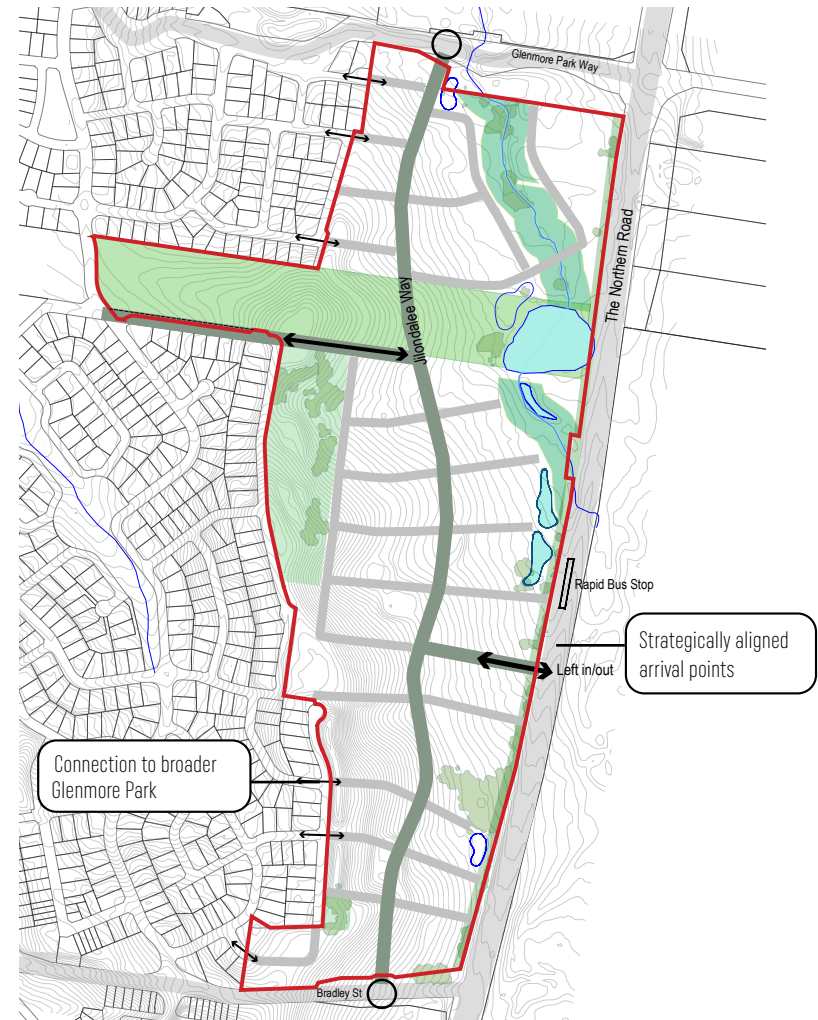 Glenmore Park Way
The Northern Road
Jilondalee Way
Rapid Bus Stop
Strategically aligned
arrival points
Left in/out
Connection to broader
Glenmore Park
Bradley St